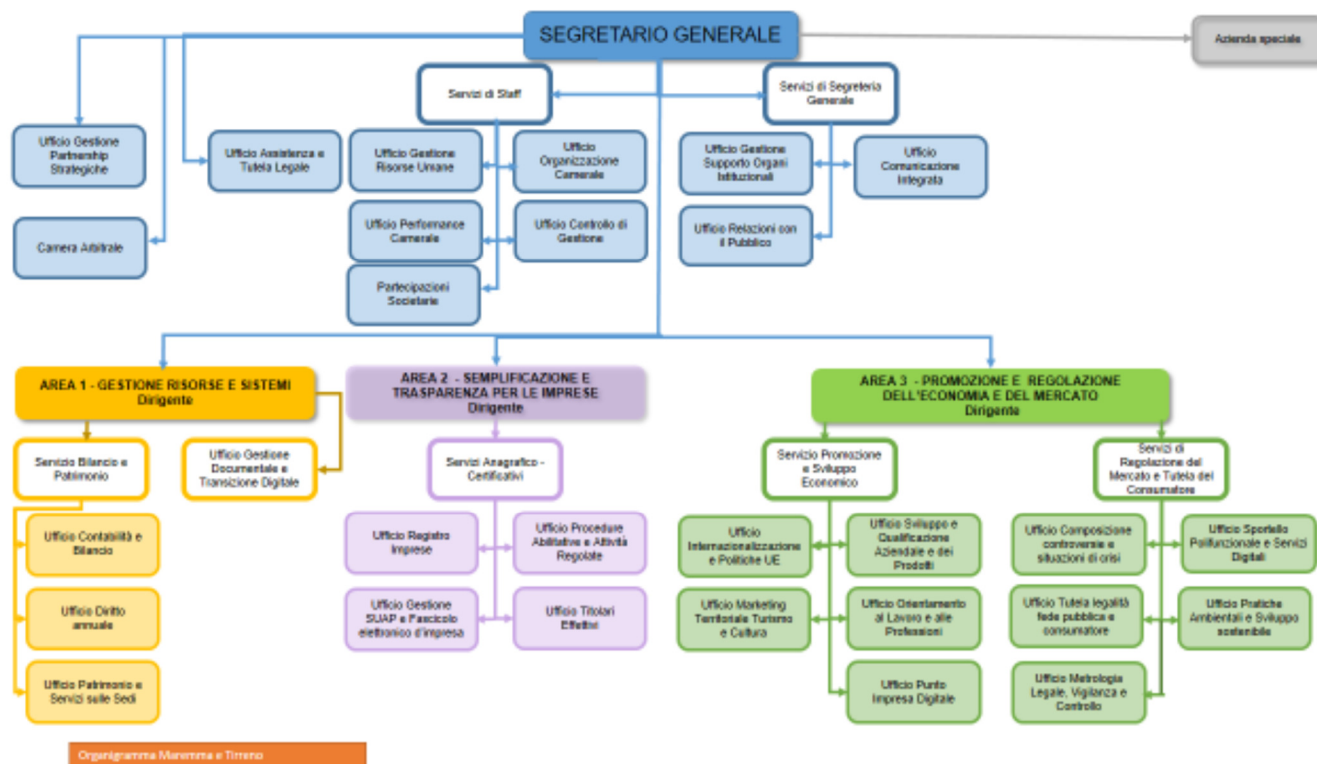 SEGRETARIO GENERALE
Azienda speciale
Servizi di Staff
Servizi di Segreteria
Generale
Ufficio Gestione
Partnership
Strategiche
Ufficio Assistenza e
Tutela Legale
Ufficio Gestione
Risorse Umane
Ufficio
Organizzazione
Camerale
Ufficio Gestione
Supporto Organi
Istituzionali
Ufficio
Comunicazione
Integrata
Camera Arbitrale
Ufficio Performance
Camerale
Ufficio Controllo di
Gestione
Ufficio Relazioni con
il Pubblico
Partecipazioni
Societarie
AREA 1 - GESTIONE RISORSE E SISTEMI
Dirigente
AREA 2 - SEMPLIFICAZIONE E
TRASPARENZA PER LE IMPRESE
Dirigente
AREA 3 - PROMOZIONE E REGOLAZIONE
DELL'ECONOMIA E DEL MERCATO
Dirigente
Servizio Bilancio e
Patrimonio
Ufficio Gestione
Documentale e
Transizione Digitale
Servizi Anagrafico -
Certificativi
Servizio Promozione
e Sviluppo
Economico
Servizi di
Regolazione del
Mercato e Tutela del
Consumatore
Ufficio Contabilità e
Bilancio
Ufficio Registro
Imprese
Ufficio Procedure
Abilitative e Attività
Regolate
Ufficio
Internazionalizzazione
e Politiche UE
Ufficio Sviluppo e
Qualificazione
Aziendale e dei
Prodotti
Ufficio Composizione
controversie e
situazioni di crisi
Ufficio Sportello
Polifunzionale e Servizi
Digitali
Ufficio Diritto
annuale
Ufficio Gestione
SUAP e Fascicolo
elettronico d'impresa
Ufficio Titolari
Effettivi
Ufficio Marketing
Territoriale Turismo e
Cultura
Ufficio Orientamento
al Lavoro e alle
Professioni
Ufficio Tutela legalità
fede pubblica e
consumatore
Ufficio Pratiche
Ambientali e Sviluppo
sostenibile
Ufficio Patrimonio e
Servizi sulle Sedi
Ufficio Punto
Impresa Digitale
Ufficio Metrologia
Legale, Vigilanza e
Controllo
Organigramma Maremma e Tirreno